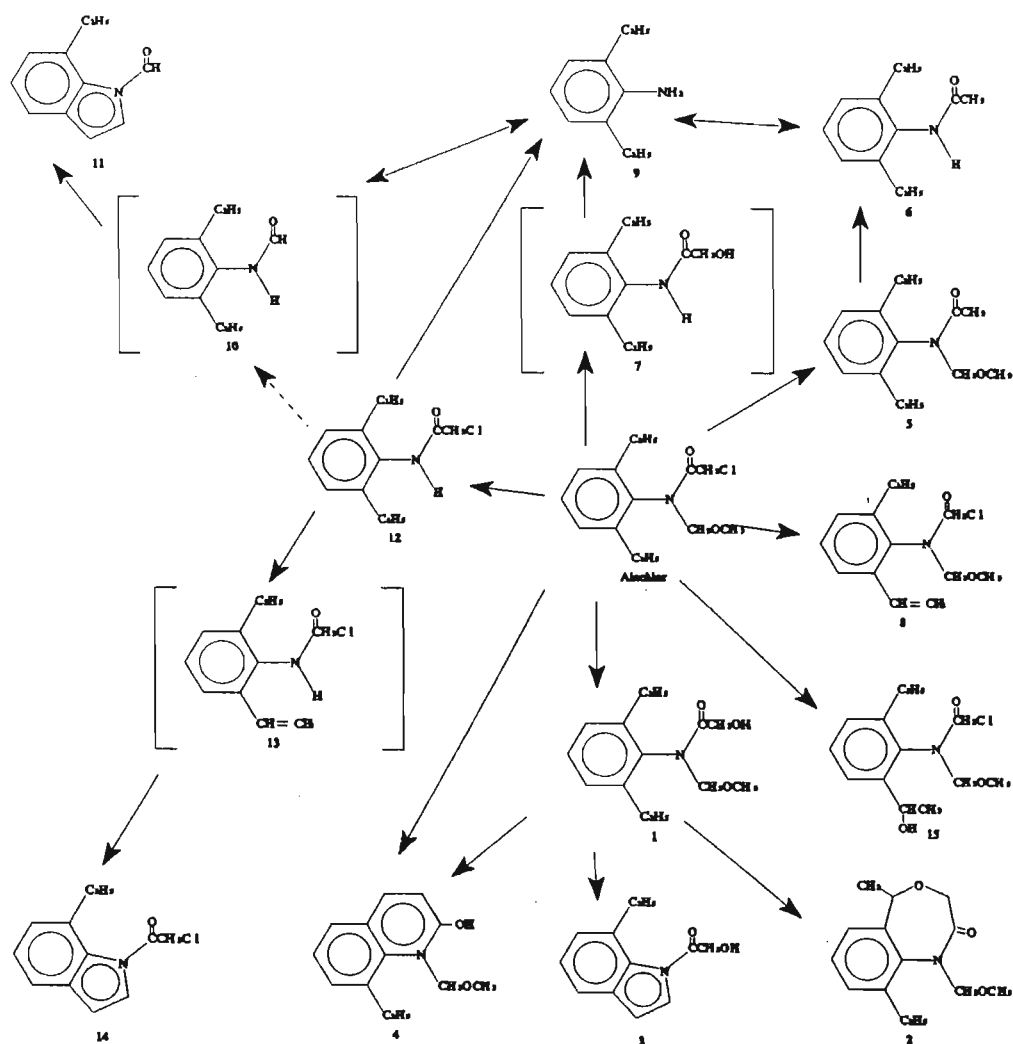 C₂H₅
O
CH
N
11
C₂H₅
NH₂
C₂H₅
9
C₂H₅
O
CCH₃
N
H
C₂H₅
6
C₂H₅
O
CH
N
H
C₂H₅
10
C₂H₅
O
CCH₂OH
N
H
C₂H₅
7
C₂H₅
O
CCH₃
N
CH₂OCH₃
C₂H₅
5
C₂H₅
O
CCH₂Cl
N
H
C₂H₅
12
C₂H₅
O
CCH₂Cl
N
CH₂OCH₃
C₂H₅
Alachlor
C₂H₅
O
CCH₂Cl
N
CH₂OCH₃
CH=CH₂
8
C₂H₅
O
CCH₂Cl
N
H
CH=CH₂
13
C₂H₅
O
CCH₂OH
N
CH₂OCH₃
C₂H₅
1
C₂H₅
O
CCH₂Cl
N
CH₂OCH₃
CHCH₃
OH
15
C₂H₅
O
CCH₂Cl
N
14
OH
N
CH₂OCH₃
C₂H₅
4
C₂H₅
O
CCH₂OH
N
3
CH₃
O
O
N
CH₂OCH₃
C₂H₅
2